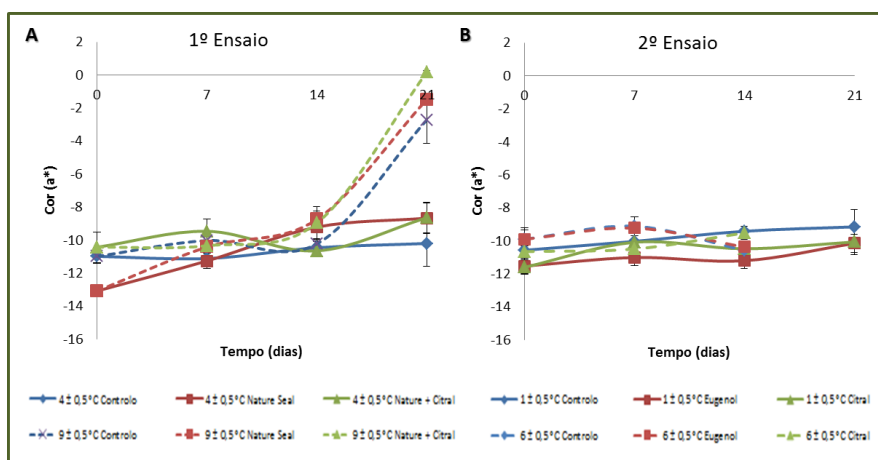 A
1º Ensaio
2
0
-2
-4
-6
-8
-10
-12
-14
-16
0
7
14
21
Cor (a*)
Tempo (dias)
4± 0,5°C Controlo
4± 0,5°C Nature Seal
4± 0,5°C Nature + Citral
9± 0,5°C Controlo
9± 0,5°C Nature Seal
9± 0,5°C Nature + Citral
B
2º Ensaio
2
0
-2
-4
-6
-8
-10
-12
-14
-16
0
7
14
21
Cor (a*)
Tempo (dias)
1± 0,5°C Controlo
1± 0,5°C Eugenol
1± 0,5°C Citral
6± 0,5°C Controlo
6± 0,5°C Eugenol
6± 0,5°C Citral